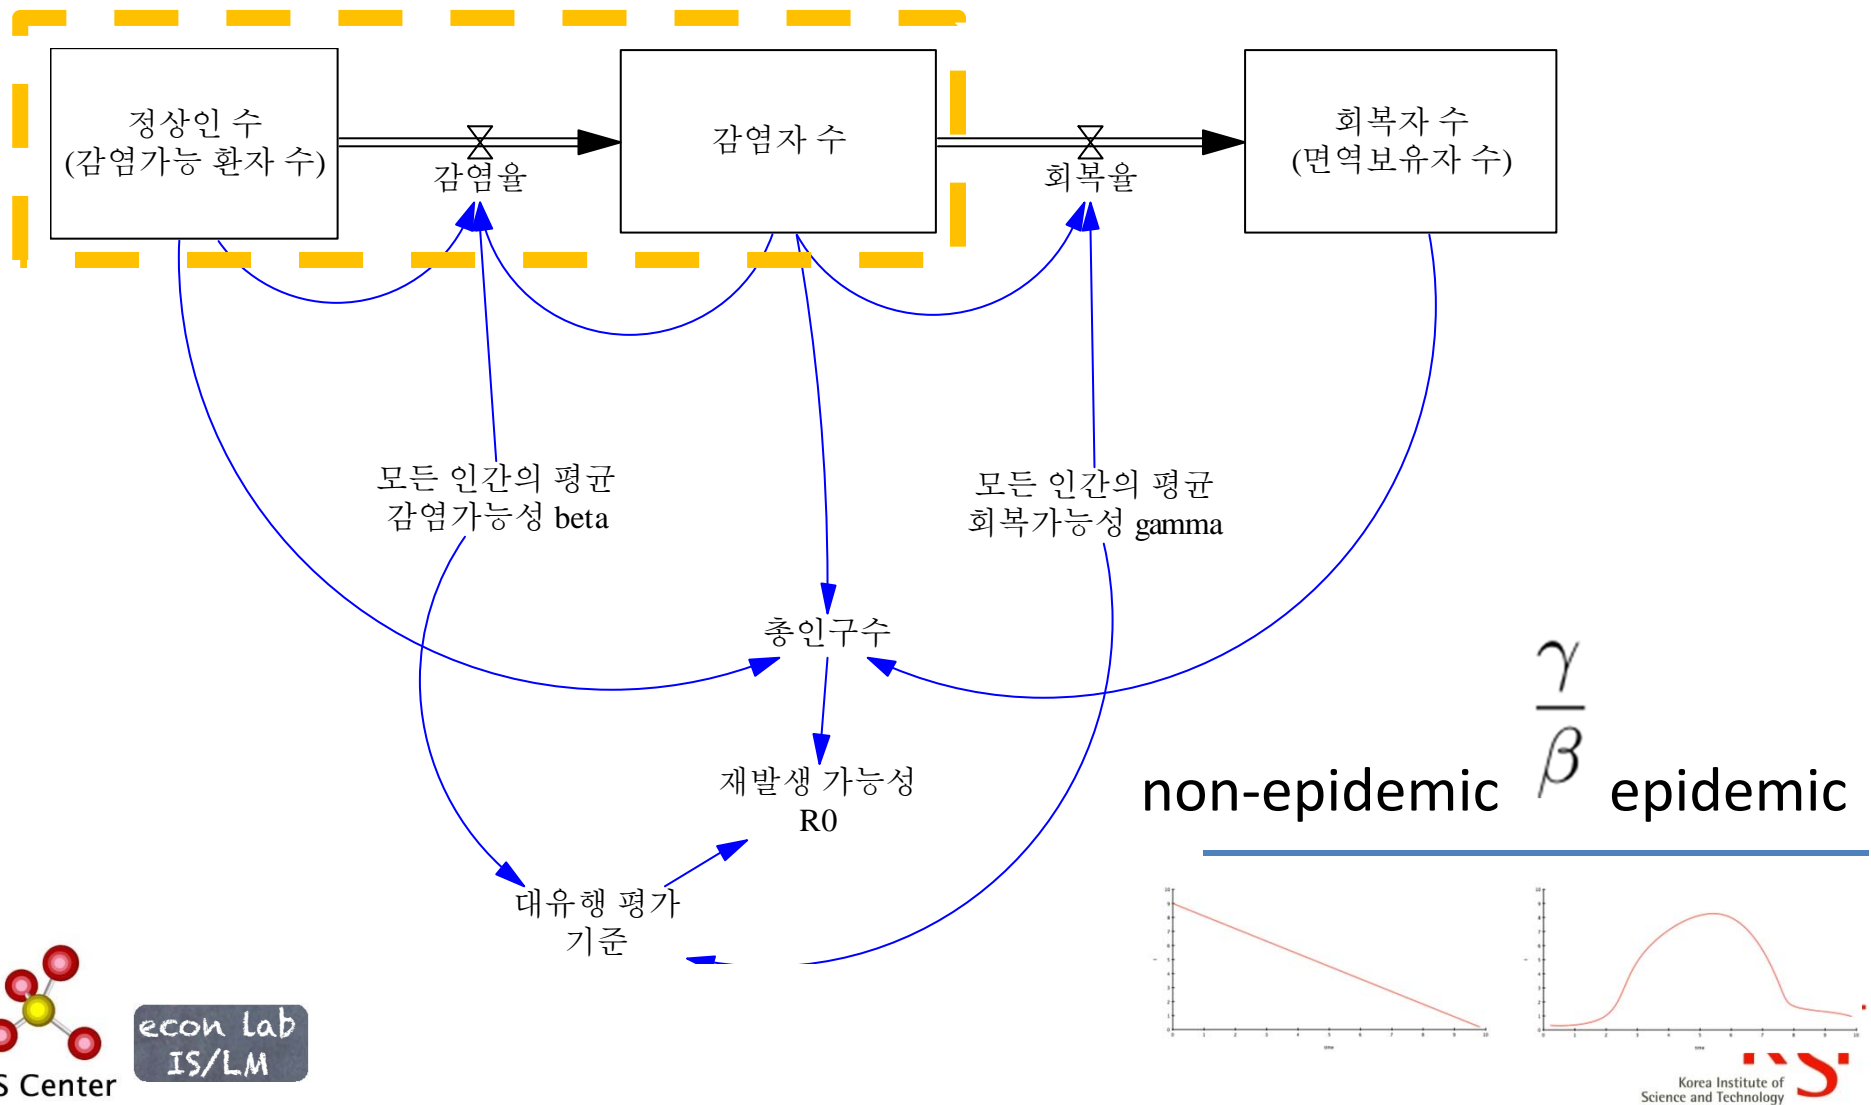 정상인 수
(감염가능 환자 수)
감염율
감염자 수
회복율
회복자 수
(면역보유자 수)
모든 인간의 평균
감염가능성 beta
모든 인간의 평균
회복가능성 gamma
총인구수
재발생 가능성
R0
대유행 평가
기준
γ
β
non-epidemic
epidemic
econ lab
IS/LM
S Center
Korea Institute of
Science and Technology